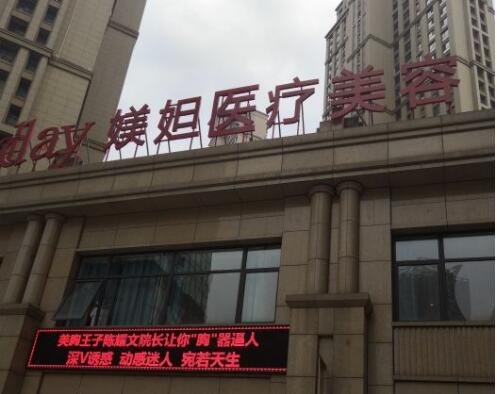 day 媄妲医疗美容
美胸王子陈耀文院长让你"胸"器逼人
深V诱惑 动感迷人 宛若天生